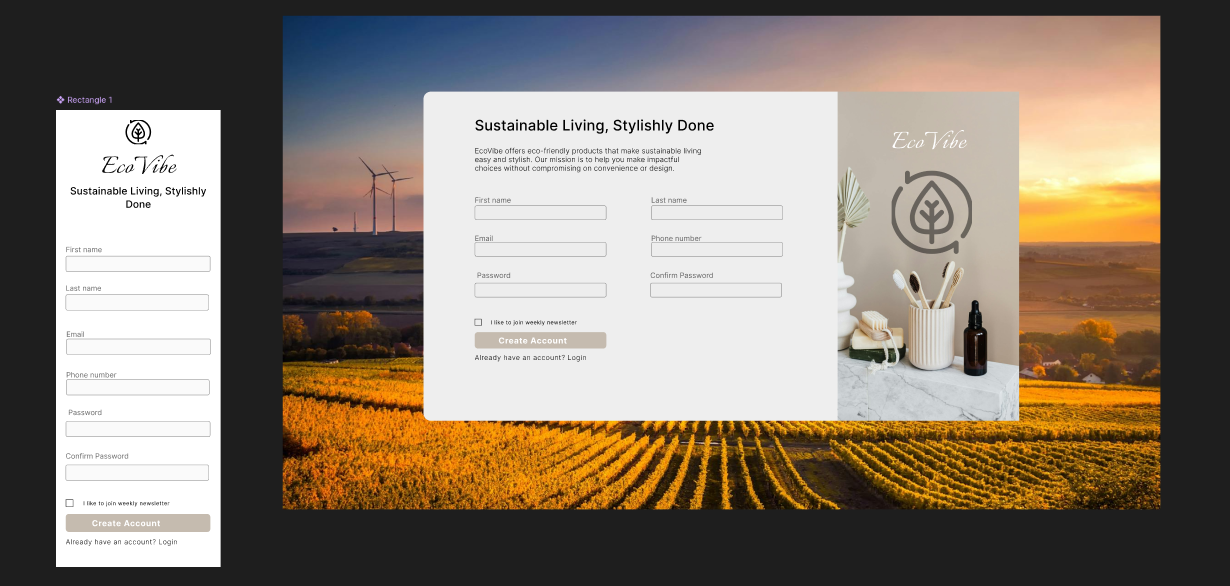 Rectangle 1
EcoVibe
Sustainable Living, Stylishly
Done
First name
Last name
Email
Phone number
Password
Confirm Password
I like to join weekly newsletter
Create Account
Already have an account? Login
Sustainable Living, Stylishly Done
EcoVibe offers eco-friendly products that make sustainable living
easy and stylish. Our mission is to help you make impactful
choices without compromising on convenience or design.
First name Last name
Email Phone number
Password Confirm Password
I like to join weekly newsletter
Create Account
Already have an account? Login
EcoVibe